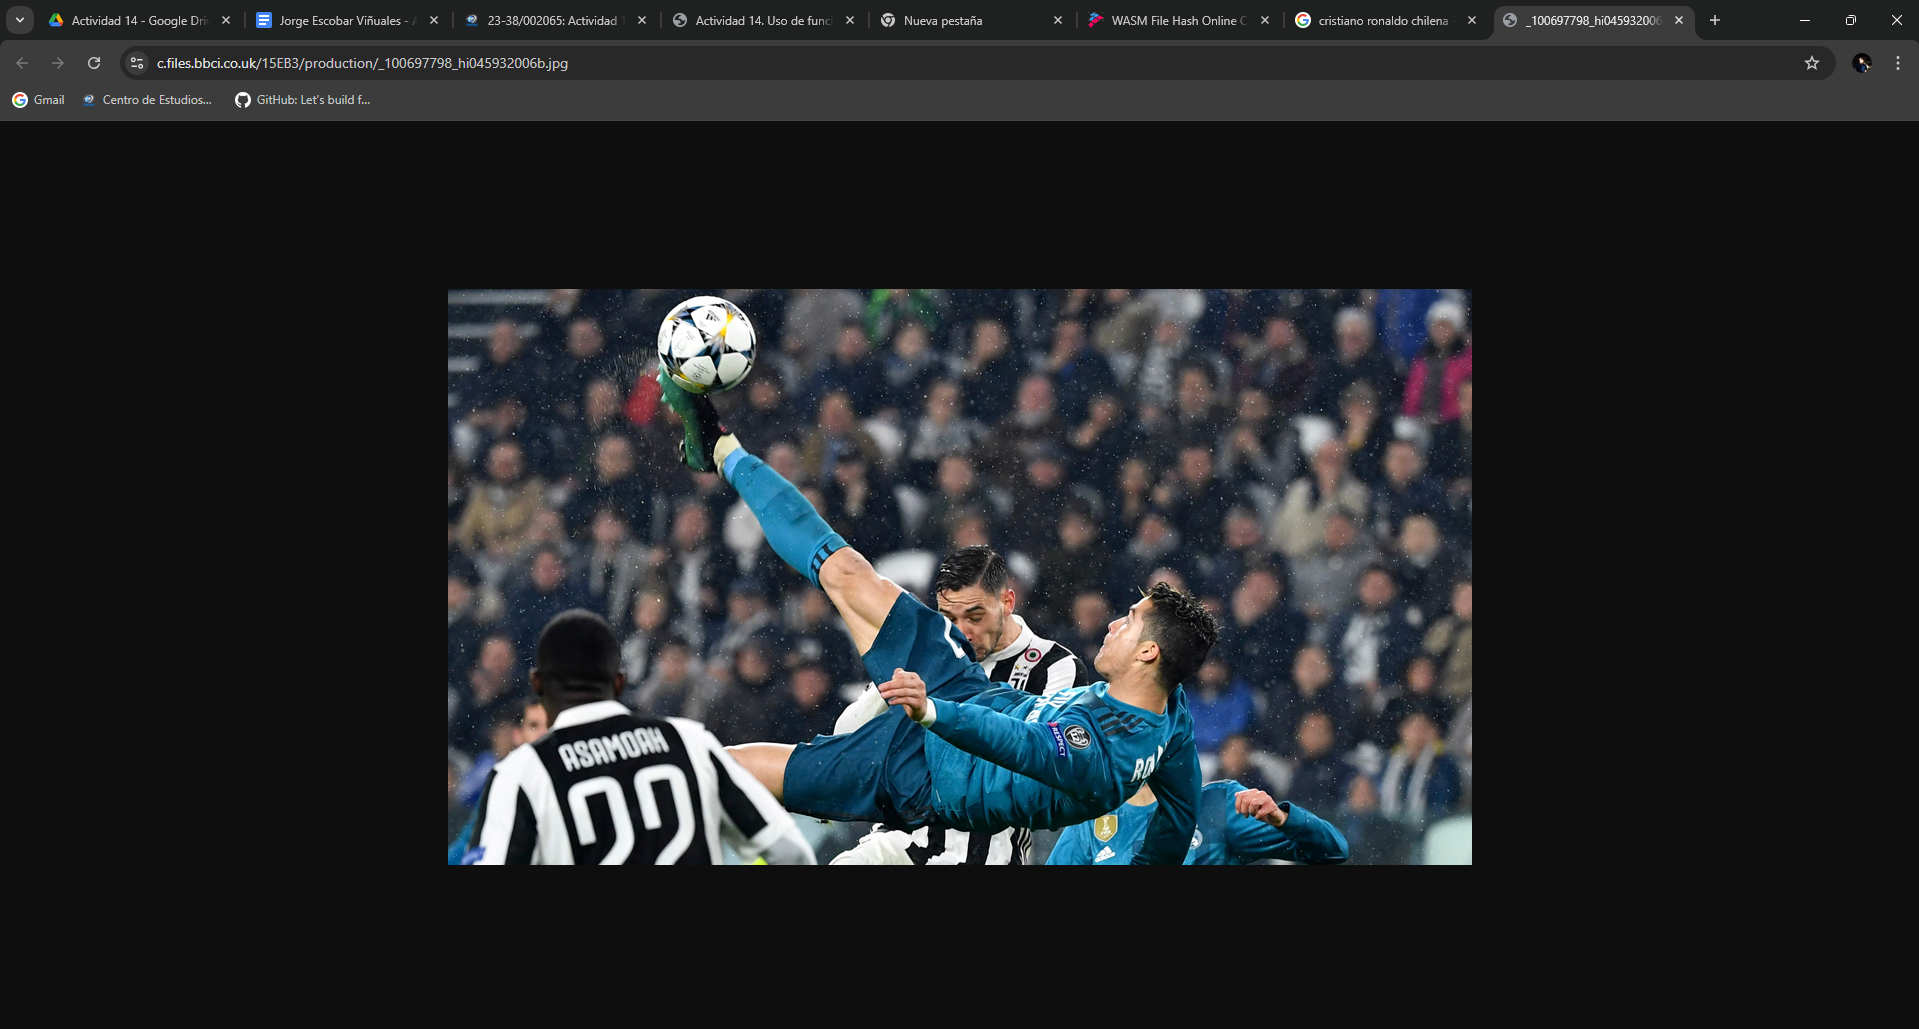 Actividad 14 - Google Dri
Jorge Escobar Viñuales - A
23-38/002065: Actividad 1
Actividad 14. Uso de func
Nueva pestaña
WASM File Hash Online C
cristiano ronaldo chilena -
_100697798_hi045932006
c.files.bbci.co.uk/15EB3/production/_100697798_hi045932006b.jpg
Gmail
Centro de Estudios...
GitHub: Let's build f...
RESPECT
ASAMOAH
22